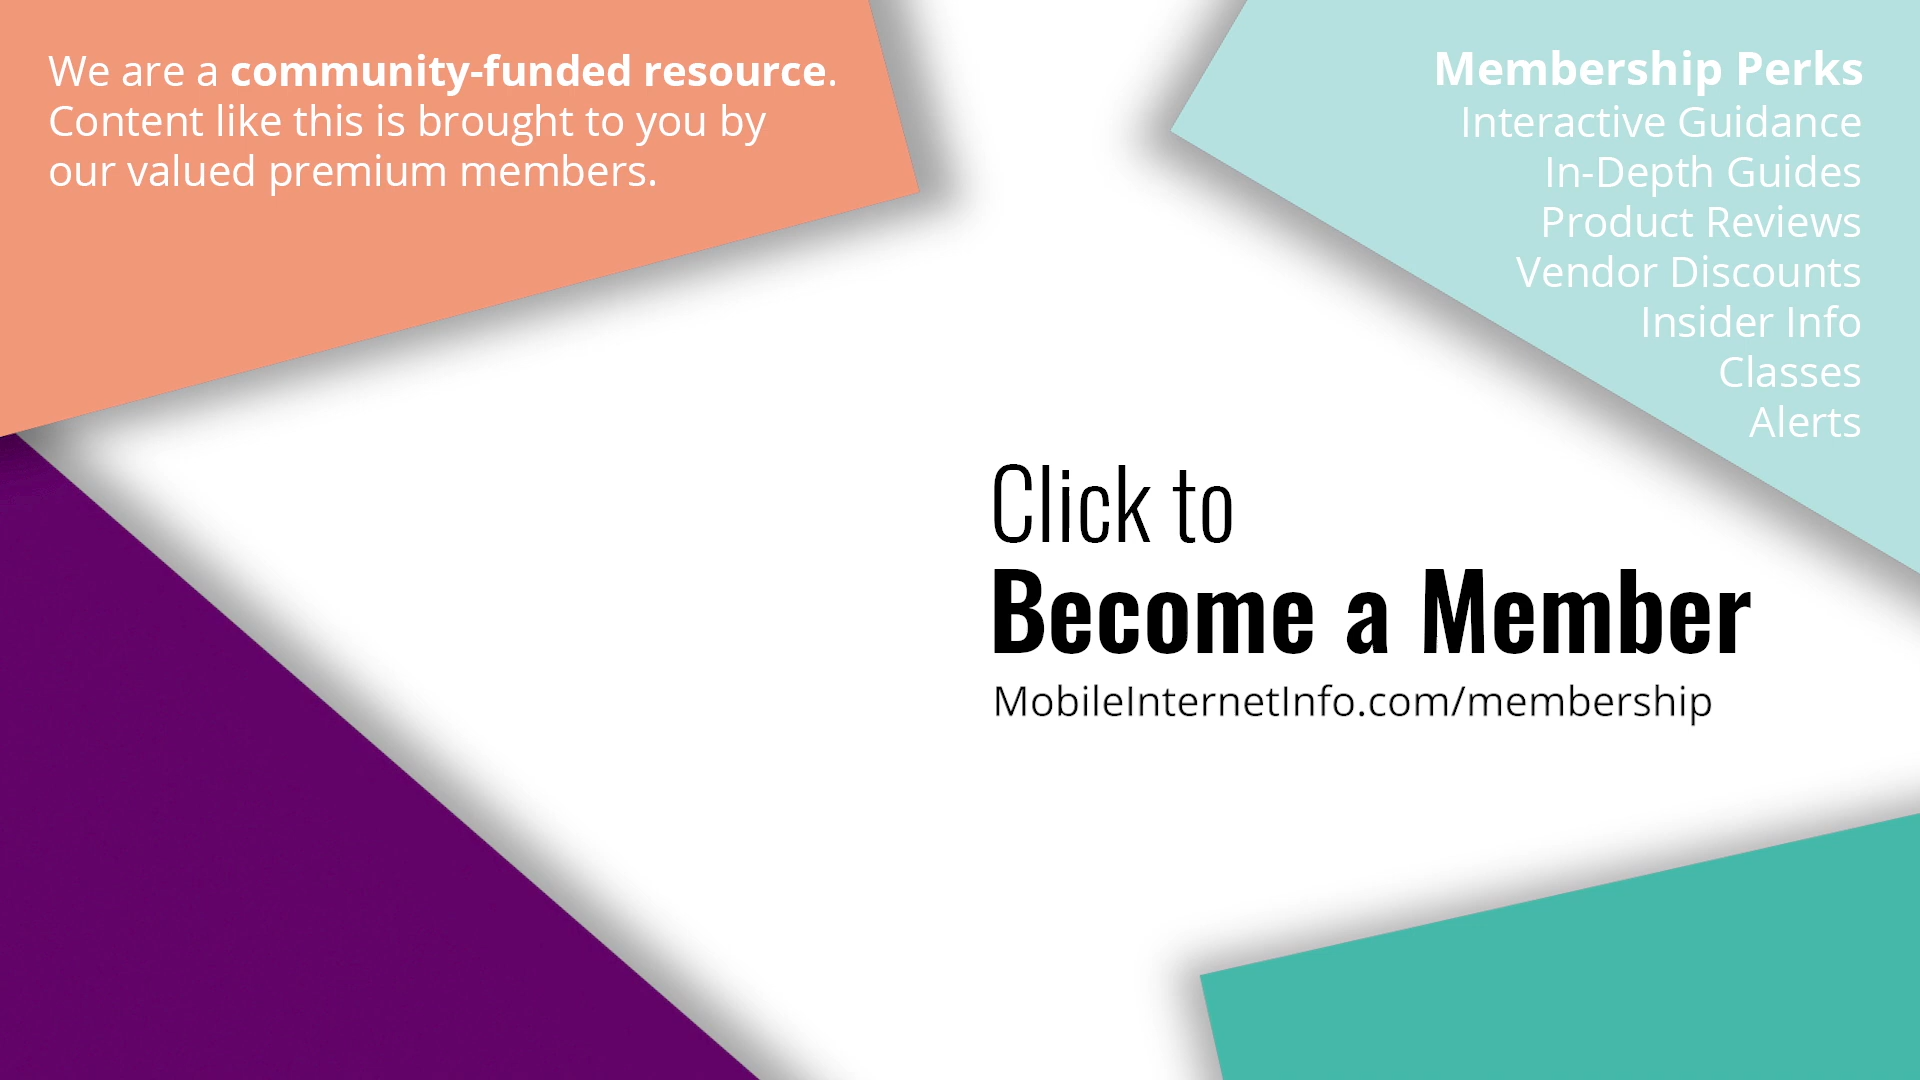 We are a community-funded resource.
Content like this is brought to you by
our valued premium members.
Membership Perks
Interactive Guidance
In-Depth Guides
Product Reviews
Vendor Discounts
Insider Info
Classes
Alerts
Click to
Become a Member
MobileInternetInfo.com/membership